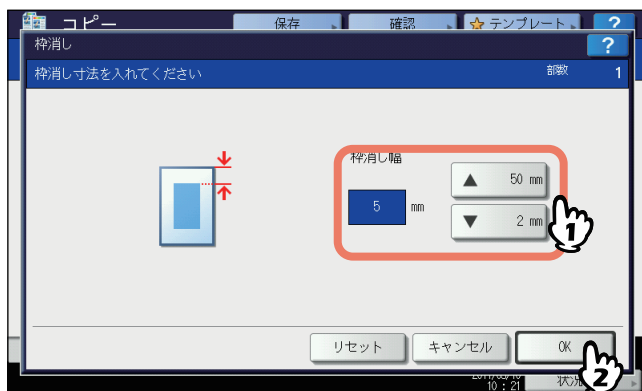 コピー 保存 確認 テンプレート ?
枠消し ?
枠消し寸法を入れてください 部数 1
枠消し幅
▲ 50 mm
5 mm
▼ 2 mm
1
リセット キャンセル OK
2
10:21